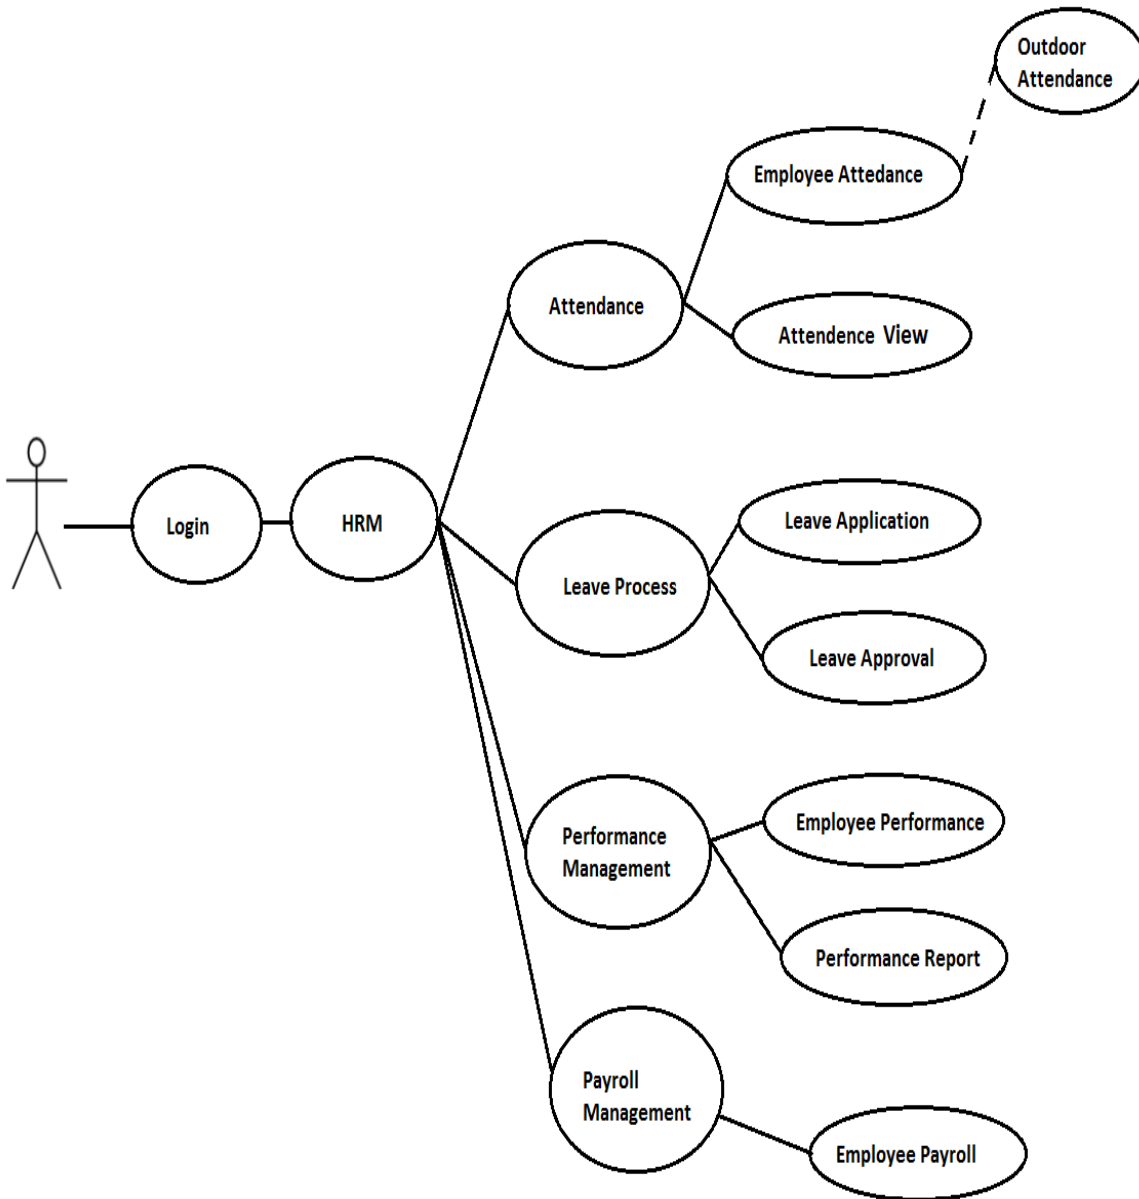 Outdoor
Attendance
Employee Attedance
Attendance
Attendence View
Login
HRM
Leave Application
Leave Process
Leave Approval
Employee Performance
Performance
Management
Performance Report
Payroll
Management
Employee Payroll